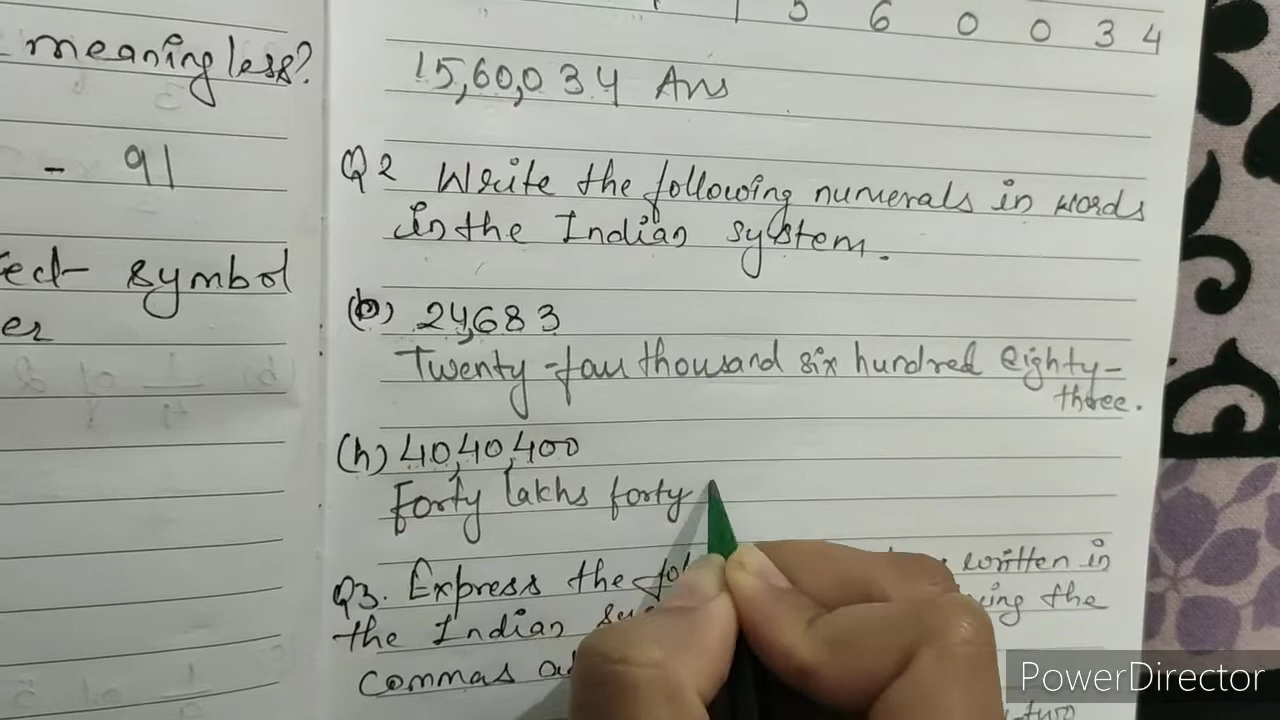 meaningless?
- 91
symbol
er
5 6 0 0 3 4
15,60,034 Ans
Q2 Write the following numerals in words
in the Indian system.
(b) 24,683
Twenty-four thousand six hundred eighty-
three.
(h) 40,40,400
Forty lakhs forty
Q3. Express the written in
the Indian the
commas
PowerDirector